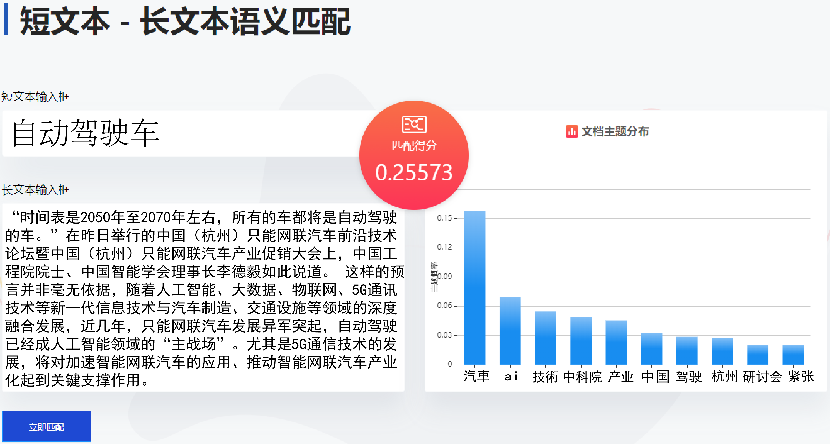 短文本 - 长文本语义匹配
短文本输入框
自动驾驶车
匹配得分
0.25573
长文本输入框
“时间表是2050年至2070年左右，所有的车都将是自动驾驶
的车。”在昨日举行的中国（杭州）只能网联汽车前沿技术
论坛暨中国（杭州）只能网联汽车产业促销大会上，中国工
程院院士、中国智能学会理事长李德毅如此说道。 这样的预
言并非毫无依据，随着人工智能、大数据、物联网、5G通讯
技术等新一代信息技术与汽车制造、交通设施等领域的深度
融合发展，近几年，只能网联汽车发展异军突起，自动驾驶
已经成人工智能领域的“主战场”。尤其是5G通信技术的发
展，将对加速智能网联汽车的应用、推动智能网联汽车产业
化起到关键支撑作用。
立即匹配
文档主题分布
0.15
0.12
0.09
0.06
0.03
0
汽車 ai 技術 中科院 产业 中国 驾驶 杭州 研讨会 紧张